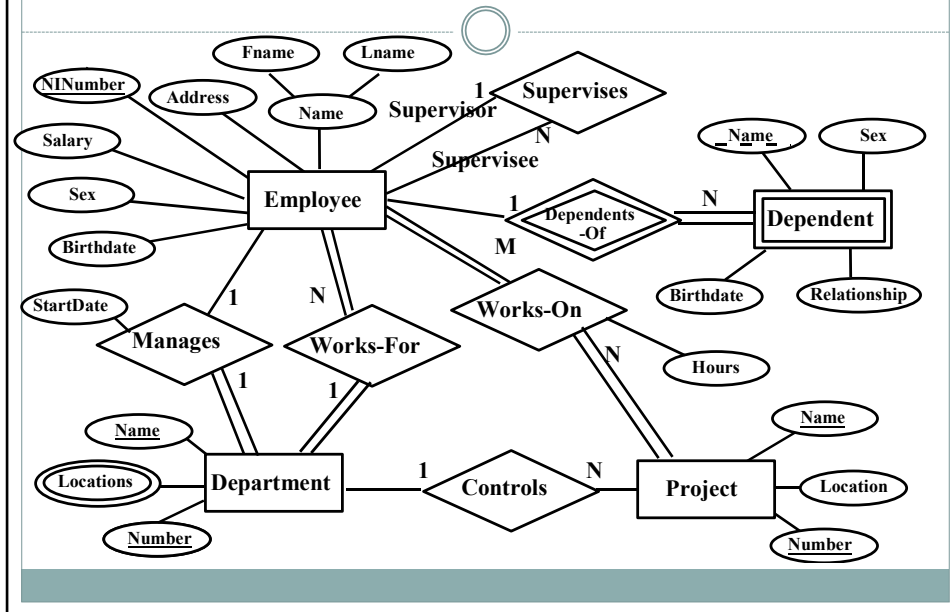 Fname
Lname
NINumber
Address
Name
Supervisor
1
Supervises
N
Supervisee
Salary
Sex
Birthdate
Employee
Name
Sex
1
Dependents
-Of
N
Dependent
Birthdate
Relationship
M
StartDate
1
N
Manages
Works-For
Works-On
N
Hours
1
1
Name
Locations
Number
Department
1
Controls
N
Project
Name
Location
Number